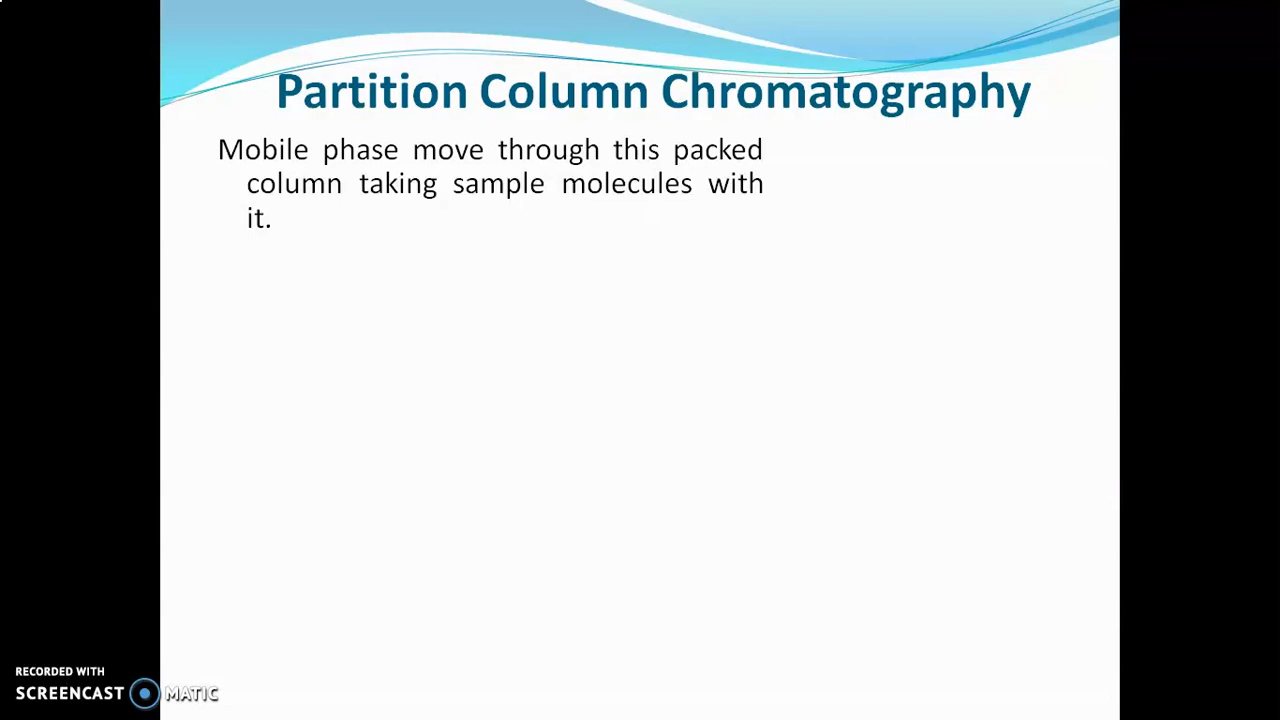 Partition Column Chromatography
Mobile phase move through this packed
column taking sample molecules with
it.
RECORDED WITH
SCREENCAST MATIC